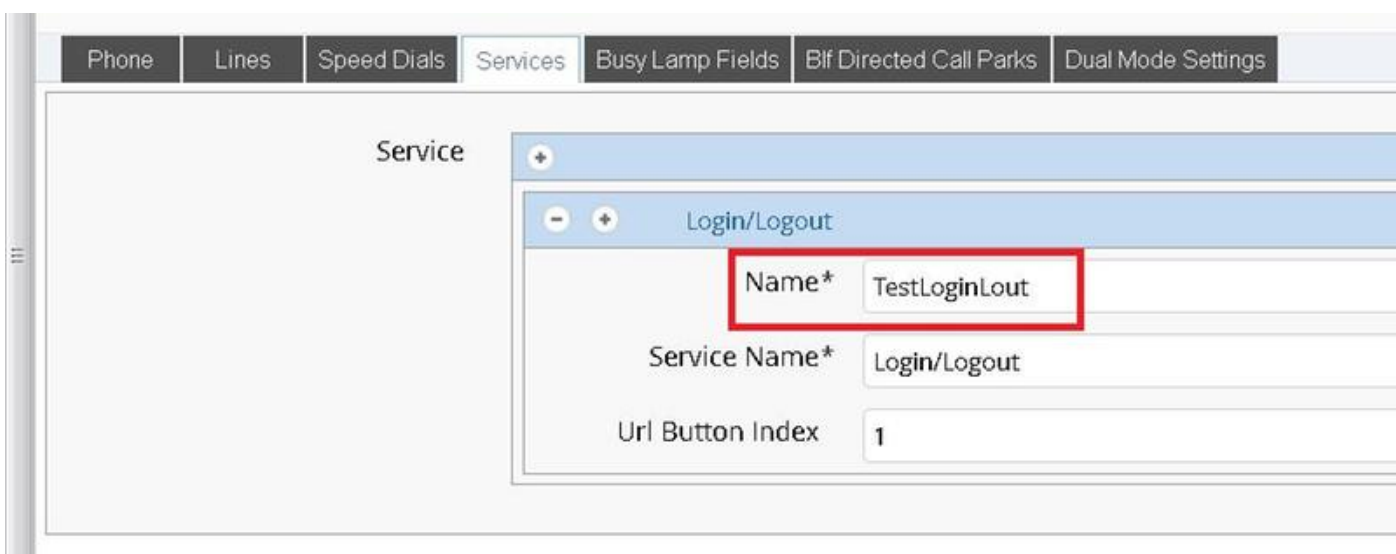 Phone Lines Speed Dials Services Busy Lamp Fields Blf Directed Call Parks Dual Mode Settings
Service
Login/Logout
Name* TestLoginLout
Service Name* Login/Logout
Url Button Index 1